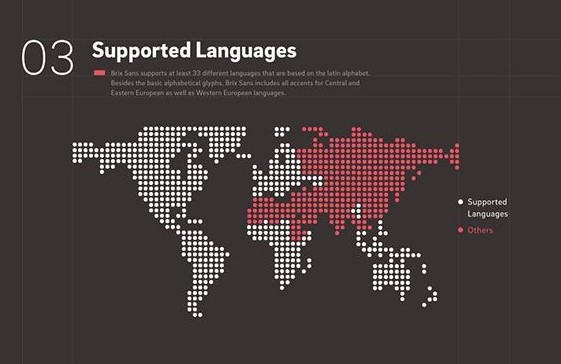 03
Supported Languages
Brix Sans supports at least 33 different languages that are based on the latin alphabet.
Besides the basic alphabetical glyphs, Brix Sans includes all accents for Central and
Eastern European as well as Western European languages.
Supported
Languages
Others